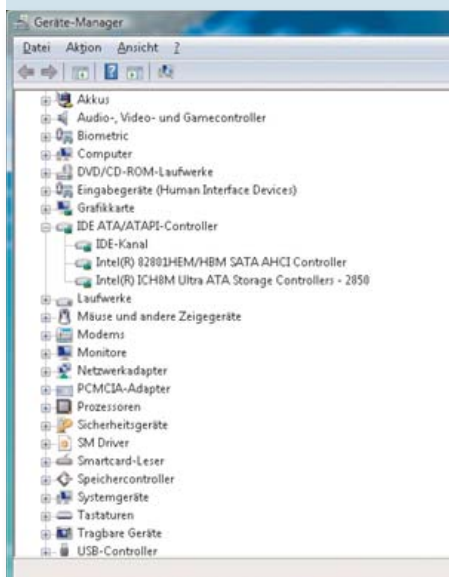 Geräte-Manager
Datei Aktion Ansicht ?
Akkus
Audio-, Video- und Gamecontroller
Biometric
Computer
DVD/CD-ROM-Laufwerke
Eingabegeräte (Human Interface Devices)
Grafikkarte
IDE ATA/ATAPI-Controller
IDE-Kanal
Intel(R) 82801HEM/HBM SATA AHCI Controller
Intel(R) ICH8M Ultra ATA Storage Controllers - 2850
Laufwerke
Mäuse und andere Zeigegeräte
Modems
Monitore
Netzwerkadapter
PCMCIA-Adapter
Prozessoren
Sicherheitsgeräte
SM Driver
Smartcard-Leser
Speichercontroller
Systemgeräte
Tastaturen
Tragbare Geräte
USB-Controller